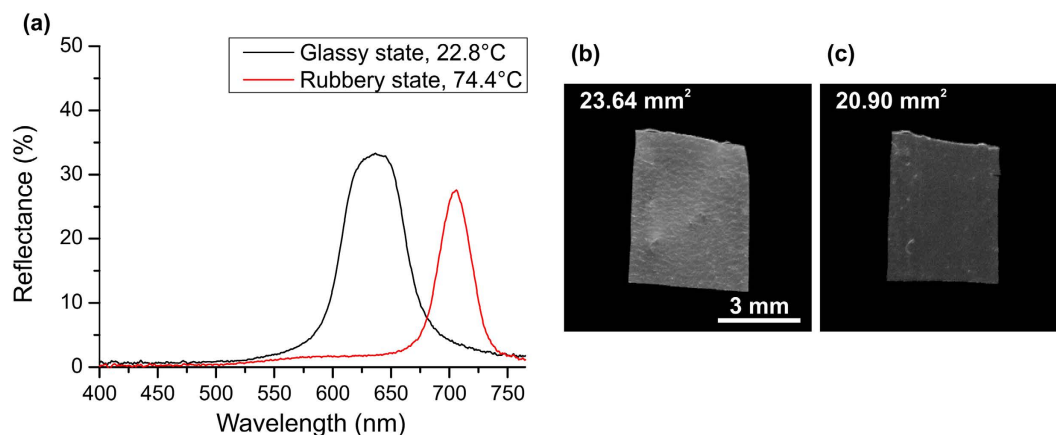 (a)
50
40
30
20
10
0
Reflectance (%)
Glassy state, 22.8°C
Rubbery state, 74.4°C
400 450 500 550 600 650 700 750
Wavelength (nm)
(b)
23.64 mm²
3 mm
(c)
20.90 mm²